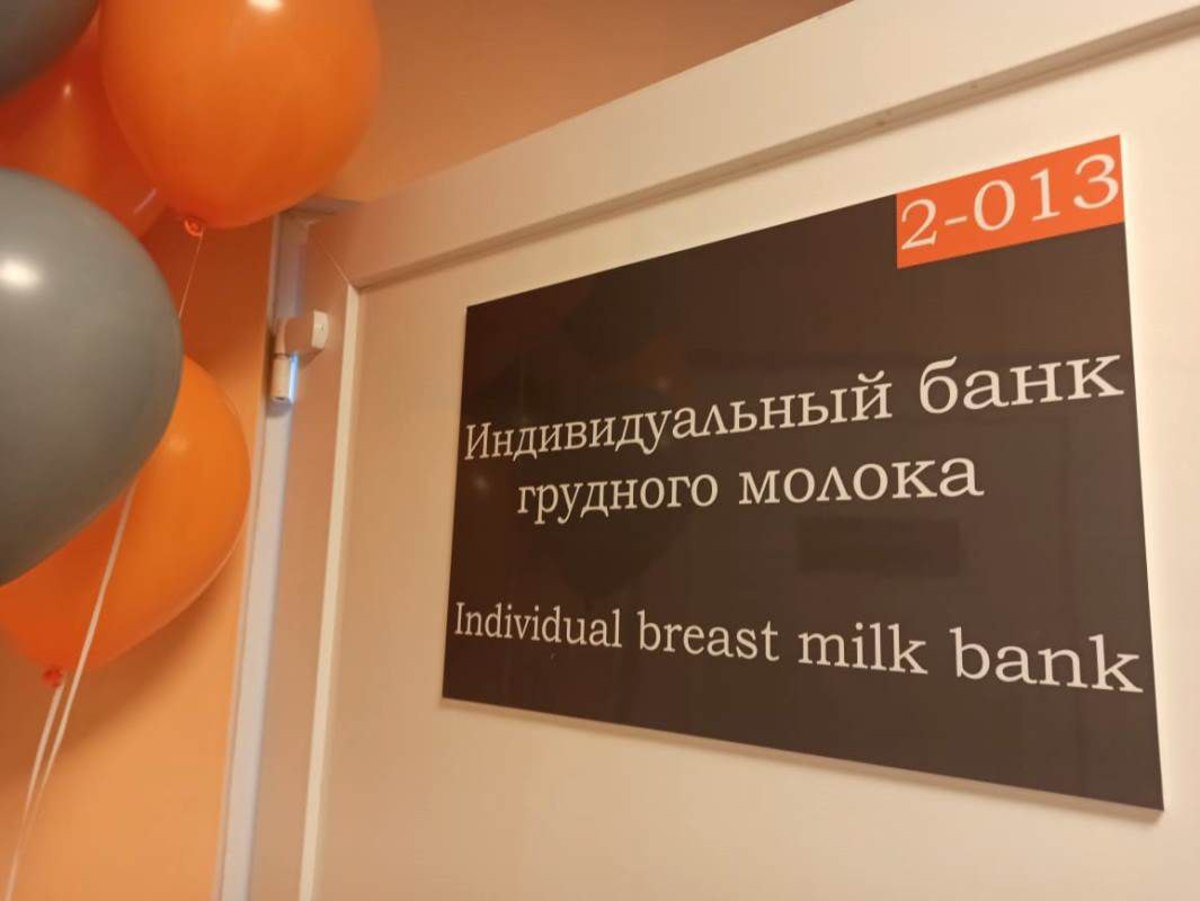 2-013
Индивидуальный банк
грудного молока
Individual breast milk bank